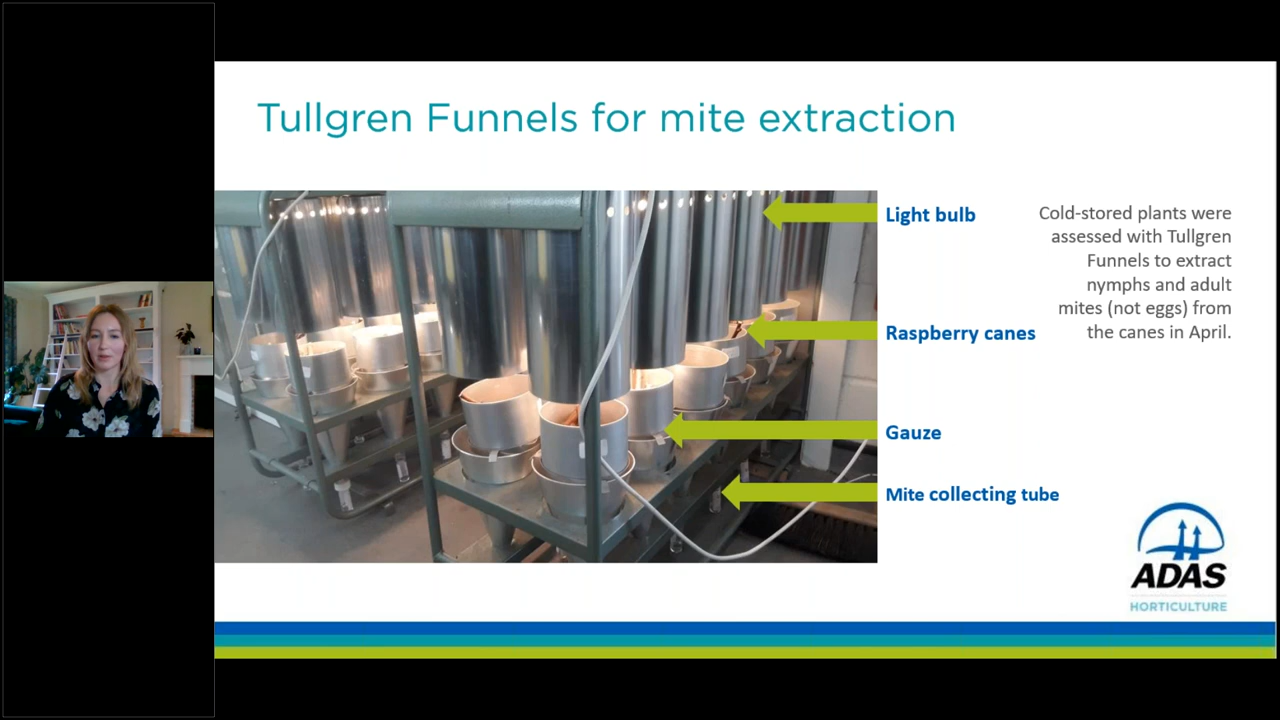 Tullgren Funnels for mite extraction
Light bulb
Raspberry canes
Gauze
Mite collecting tube
Cold-stored plants were
assessed with Tullgren
Funnels to extract
nymphs and adult
mites (not eggs) from
the canes in April.
ADAS
HORTICULTURE